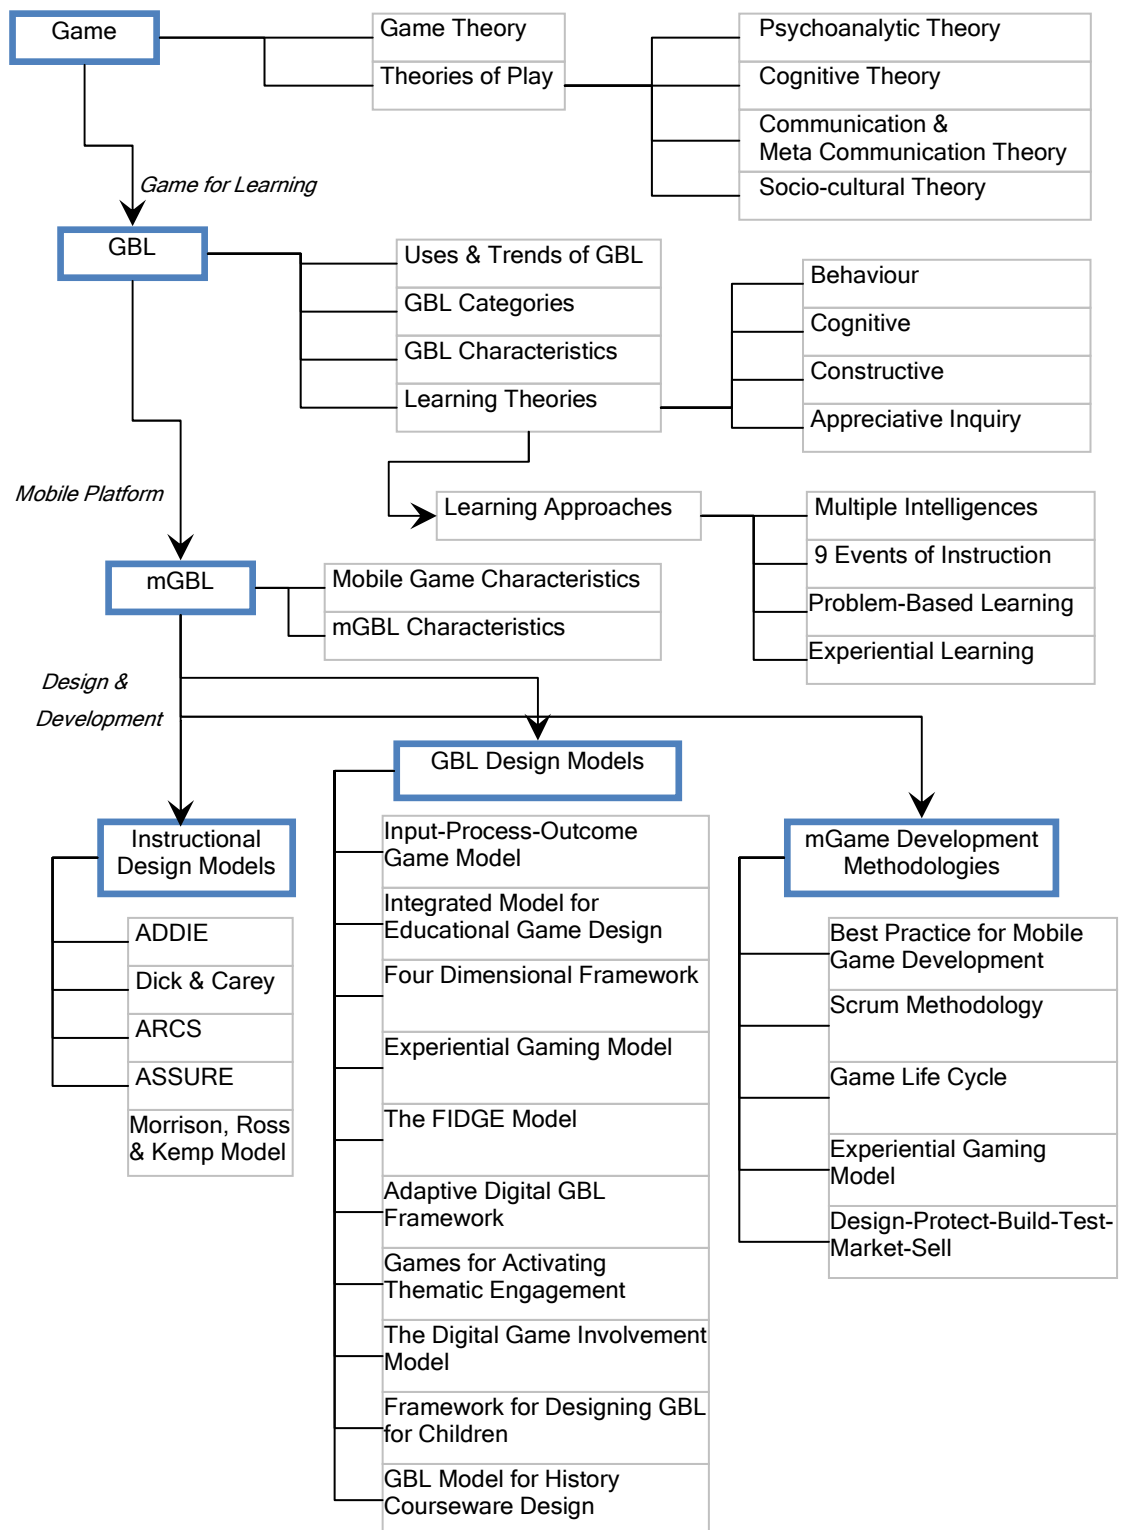 Game
Game Theory
Theories of Play
Psychoanalytic Theory
Cognitive Theory
Communication &
Meta Communication Theory
Socio-cultural Theory
Game for Learning
GBL
Uses & Trends of GBL
GBL Categories
GBL Characteristics
Learning Theories
Behaviour
Cognitive
Constructive
Appreciative Inquiry
Learning Approaches
Multiple Intelligences
9 Events of Instruction
Problem-Based Learning
Experiential Learning
Mobile Platform
mGBL
Mobile Game Characteristics
mGBL Characteristics
Design &
Development
Instructional
Design Models
ADDIE
Dick & Carey
ARCS
ASSURE
Morrison, Ross
& Kemp Model
GBL Design Models
Input-Process-Outcome
Game Model
Integrated Model for
Educational Game Design
Four Dimensional Framework
Experiential Gaming Model
The FIDGE Model
Adaptive Digital GBL
Framework
Games for Activating
Thematic Engagement
The Digital Game Involvement
Model
Framework for Designing GBL
for Children
GBL Model for History
Courseware Design
mGame Development
Methodologies
Best Practice for Mobile
Game Development
Scrum Methodology
Game Life Cycle
Experiential Gaming
Model
Design-Protect-Build-Test-
Market-Sell